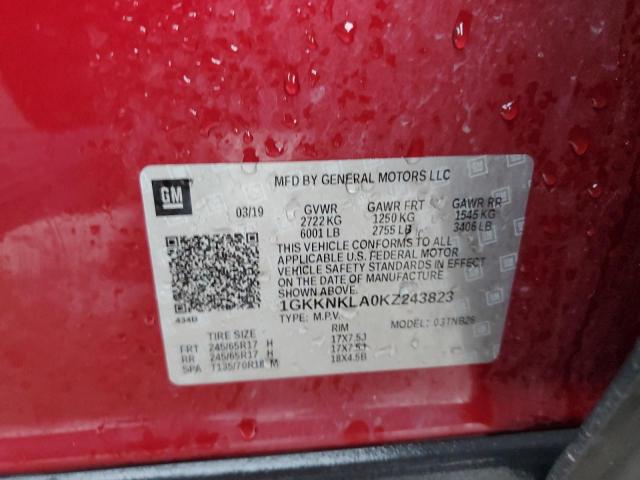 GM
MFD BY GENERAL MOTORS LLC
03/19 GVWR GAWR FRT GAWR RR
2722 KG 1250 KG 1545 KG
6001 LB 2755 LB 3406 LB
THIS VEHICLE CONFORMS TO ALL
APPLICABLE U.S. FEDERAL MOTOR
VEHICLE SAFETY STANDARDS IN EFFECT
ON THE DATE OF MANUFACTURE
SHOWN ABOVE.
1GKKNKLA0KZ243823
434B
TYPE: M.P.V. MODEL: 03TNB26
TIRE SIZE RIM
FRT 245/65R17 H 17X7.5J
RR 245/65R17 H 17X7.5J
SPA T135/70R18 M 18X4.5B